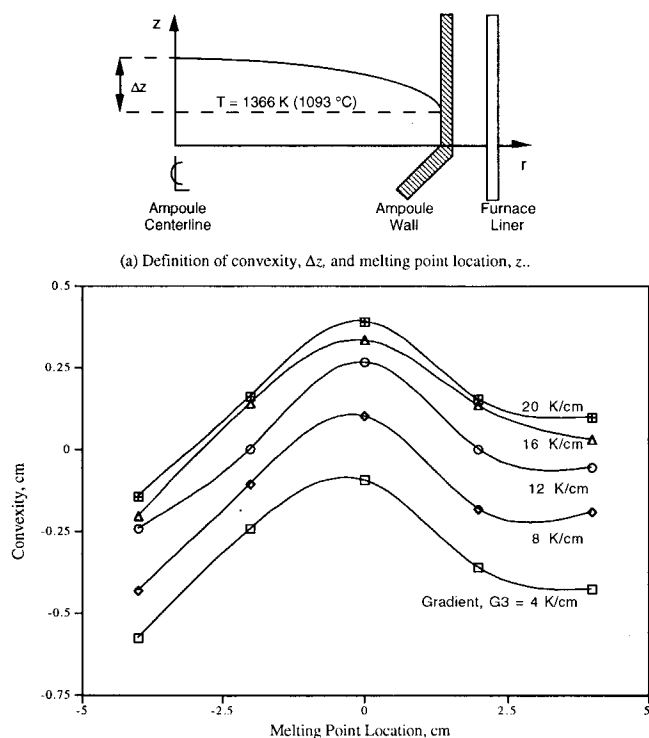 z
Δz
T = 1366 K (1093 °C)
r
Ampoule Centerline
Ampoule Wall
Furnace Liner
(a) Definition of convexity, Δz, and melting point location, z..
0.5
0.25
0
-0.25
-0.5
-0.75
Convexity, cm
20 K/cm
16 K/cm
12 K/cm
8 K/cm
Gradient, G3 = 4 K/cm
-5
-2.5
0
2.5
5
Melting Point Location, cm